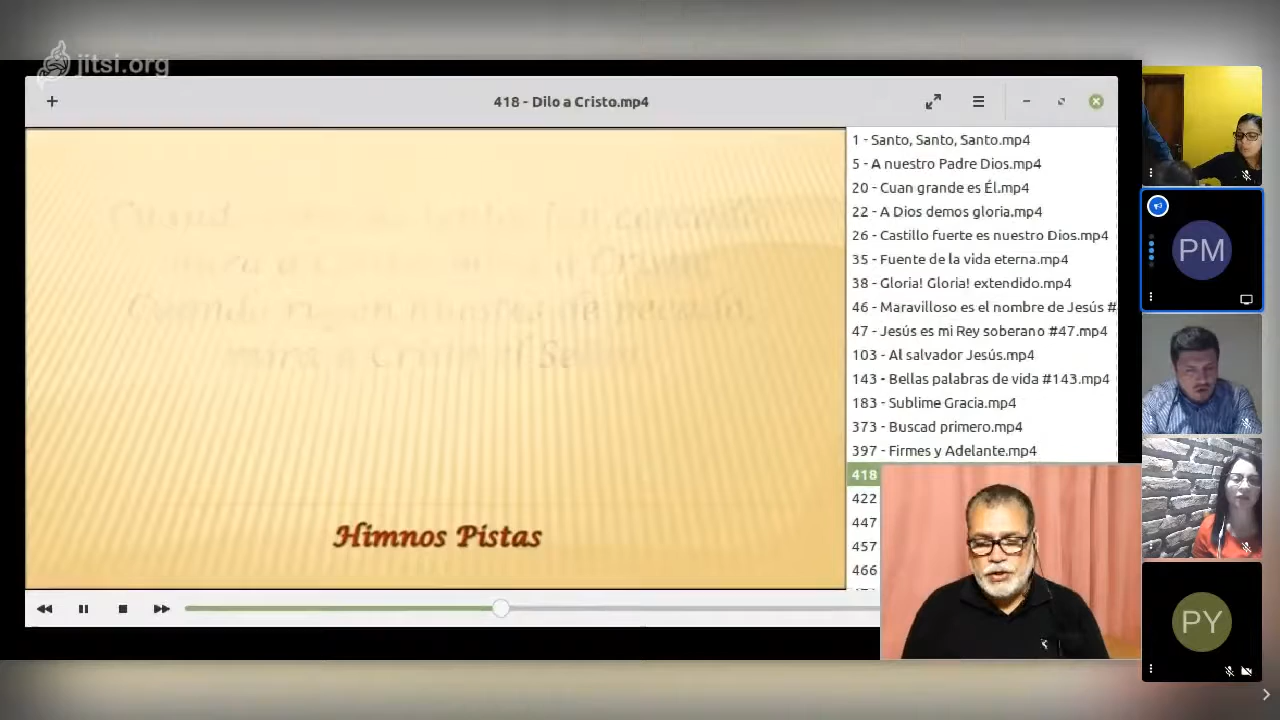 jitsi.org
418 - Dilo a Cristo.mp4
1 - Santo, Santo, Santo.mp4
5 - A nuestro Padre Dios.mp4
20 - Cuan grande es Él.mp4
22 - A Dios demos gloria.mp4
26 - Castillo fuerte es nuestro Dios.mp4
35 - Fuente de la vida eterna.mp4
38 - Gloria! Gloria! extendido.mp4
46 - Maravilloso es el nombre de Jesús #
47 - Jesús es mi Rey soberano #47.mp4
103 - Al salvador Jesús.mp4
143 - Bellas palabras de vida #143.mp4
183 - Sublime Gracia.mp4
373 - Buscad primero.mp4
397 - Firmes y Adelante.mp4
418
422
447
457
466
Himnos Pistas
PM
PY